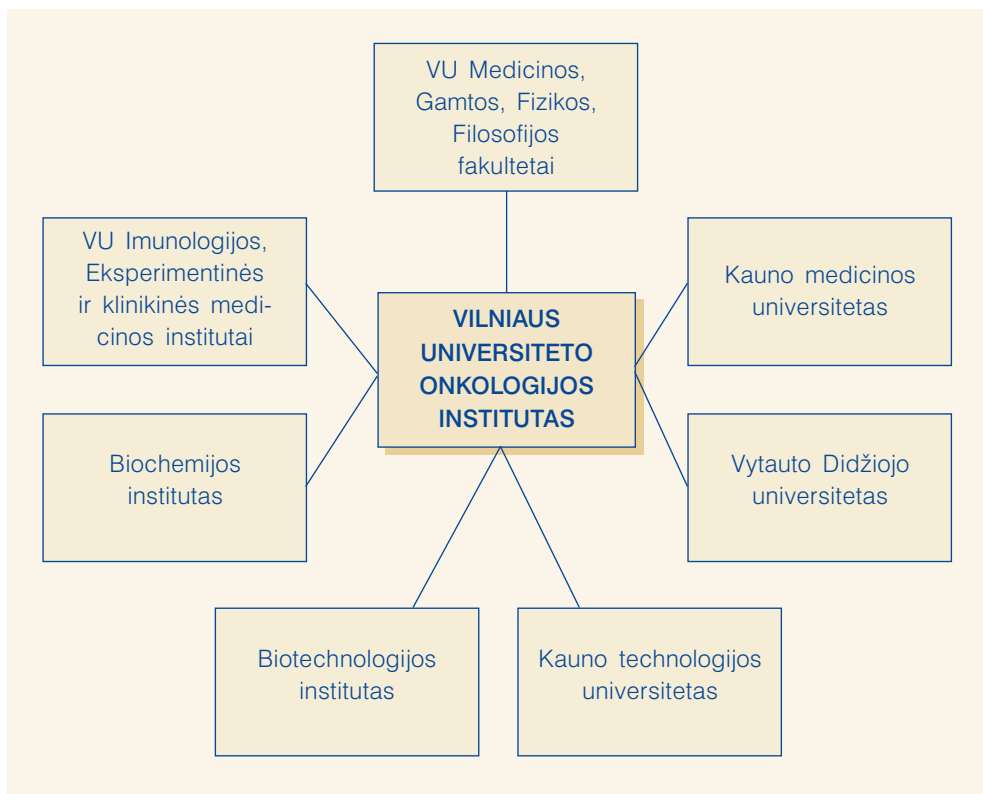 VU Medicinos,
Gamtos, Fizikos,
Filosofijos
fakultetai
VU Imunologijos,
Eksperimentinės
ir klinikinės medi-
cinos institutai
Kauno medicinos
universitetas
VILNIAUS
UNIVERSITETO
ONKOLOGIJOS
INSTITUTAS
Biochemijos
institutas
Vytauto Didžiojo
universitetas
Biotechnologijos
institutas
Kauno technologijos
universitetas